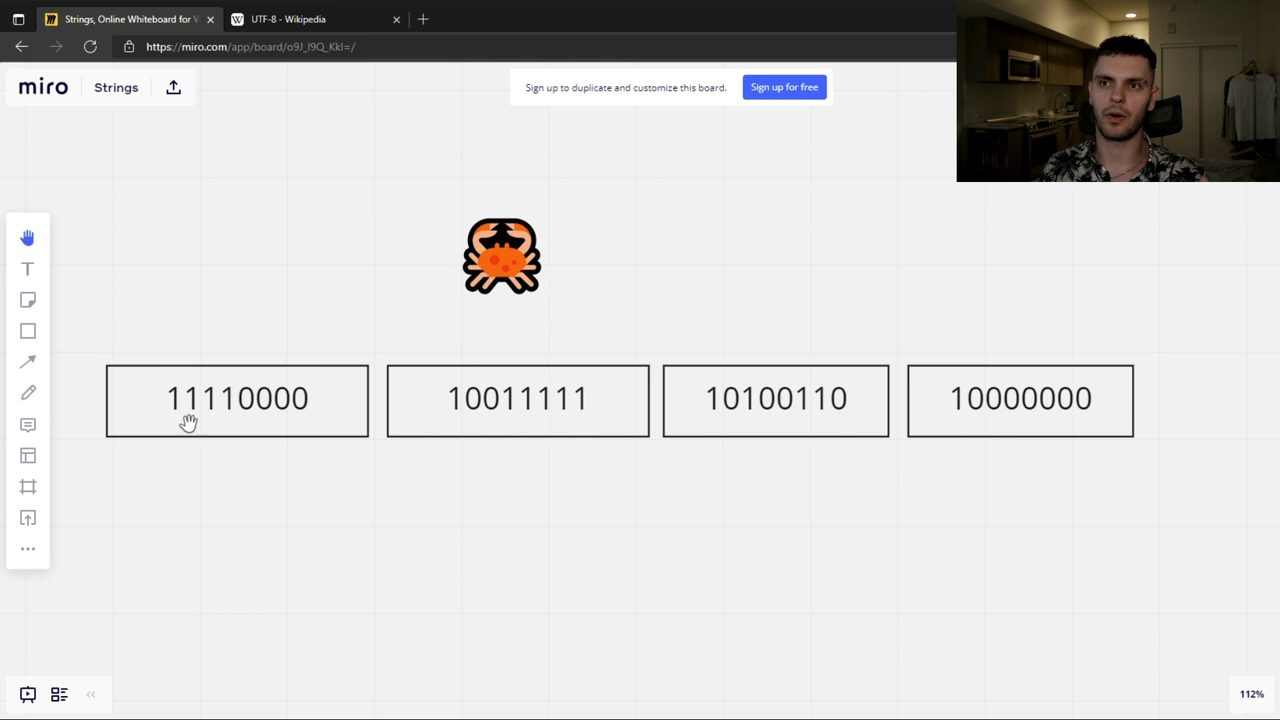 Strings, Online Whiteboard for V
UTF-8 - Wikipedia
https://miro.com/app/board/o9J_l9Q_KkI=/
miro
Strings
Sign up to duplicate and customize this board.
Sign up for free
11110000
10011111
10100110
10000000
112%